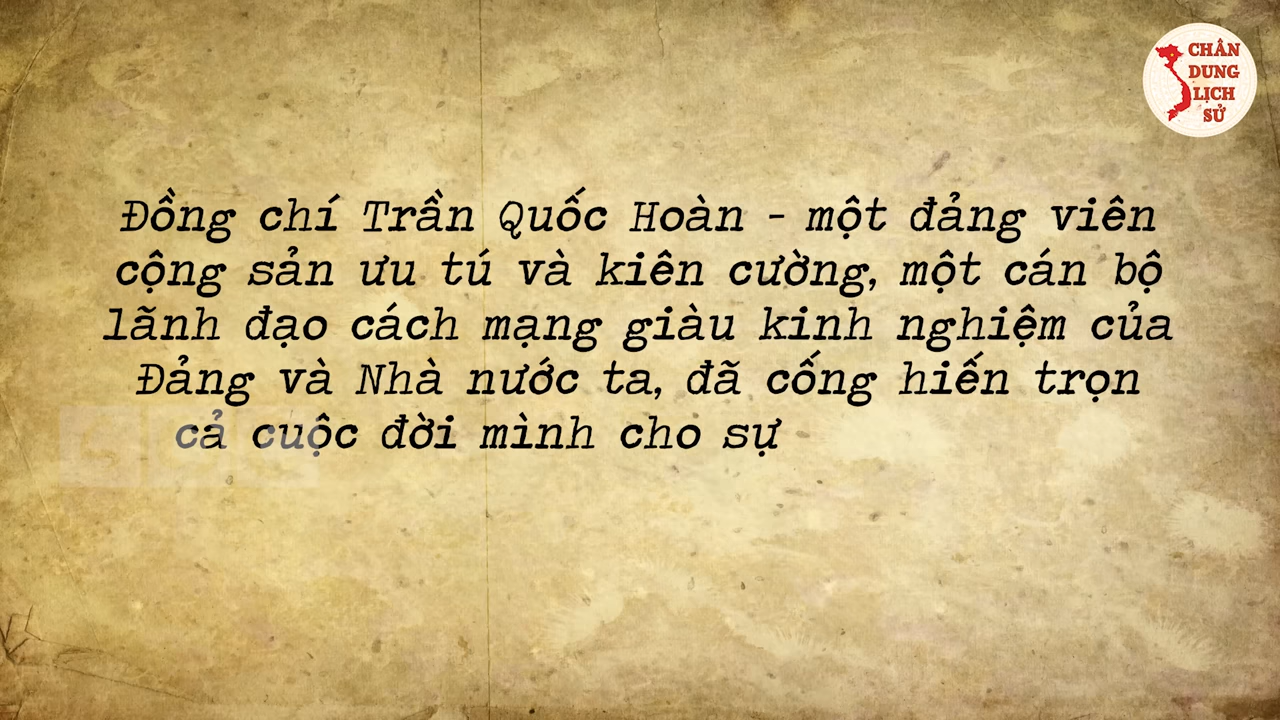 CHÂN
DUNG
LỊCH
SỬ
Đồng chí Trần Quốc Hoàn - một đảng viên
cộng sản ưu tú và kiên cường, một cán bộ
lãnh đạo cách mạng giàu kinh nghiệm của
Đảng và Nhà nước ta, đã cống hiến trọn
cả cuộc đời mình cho sự